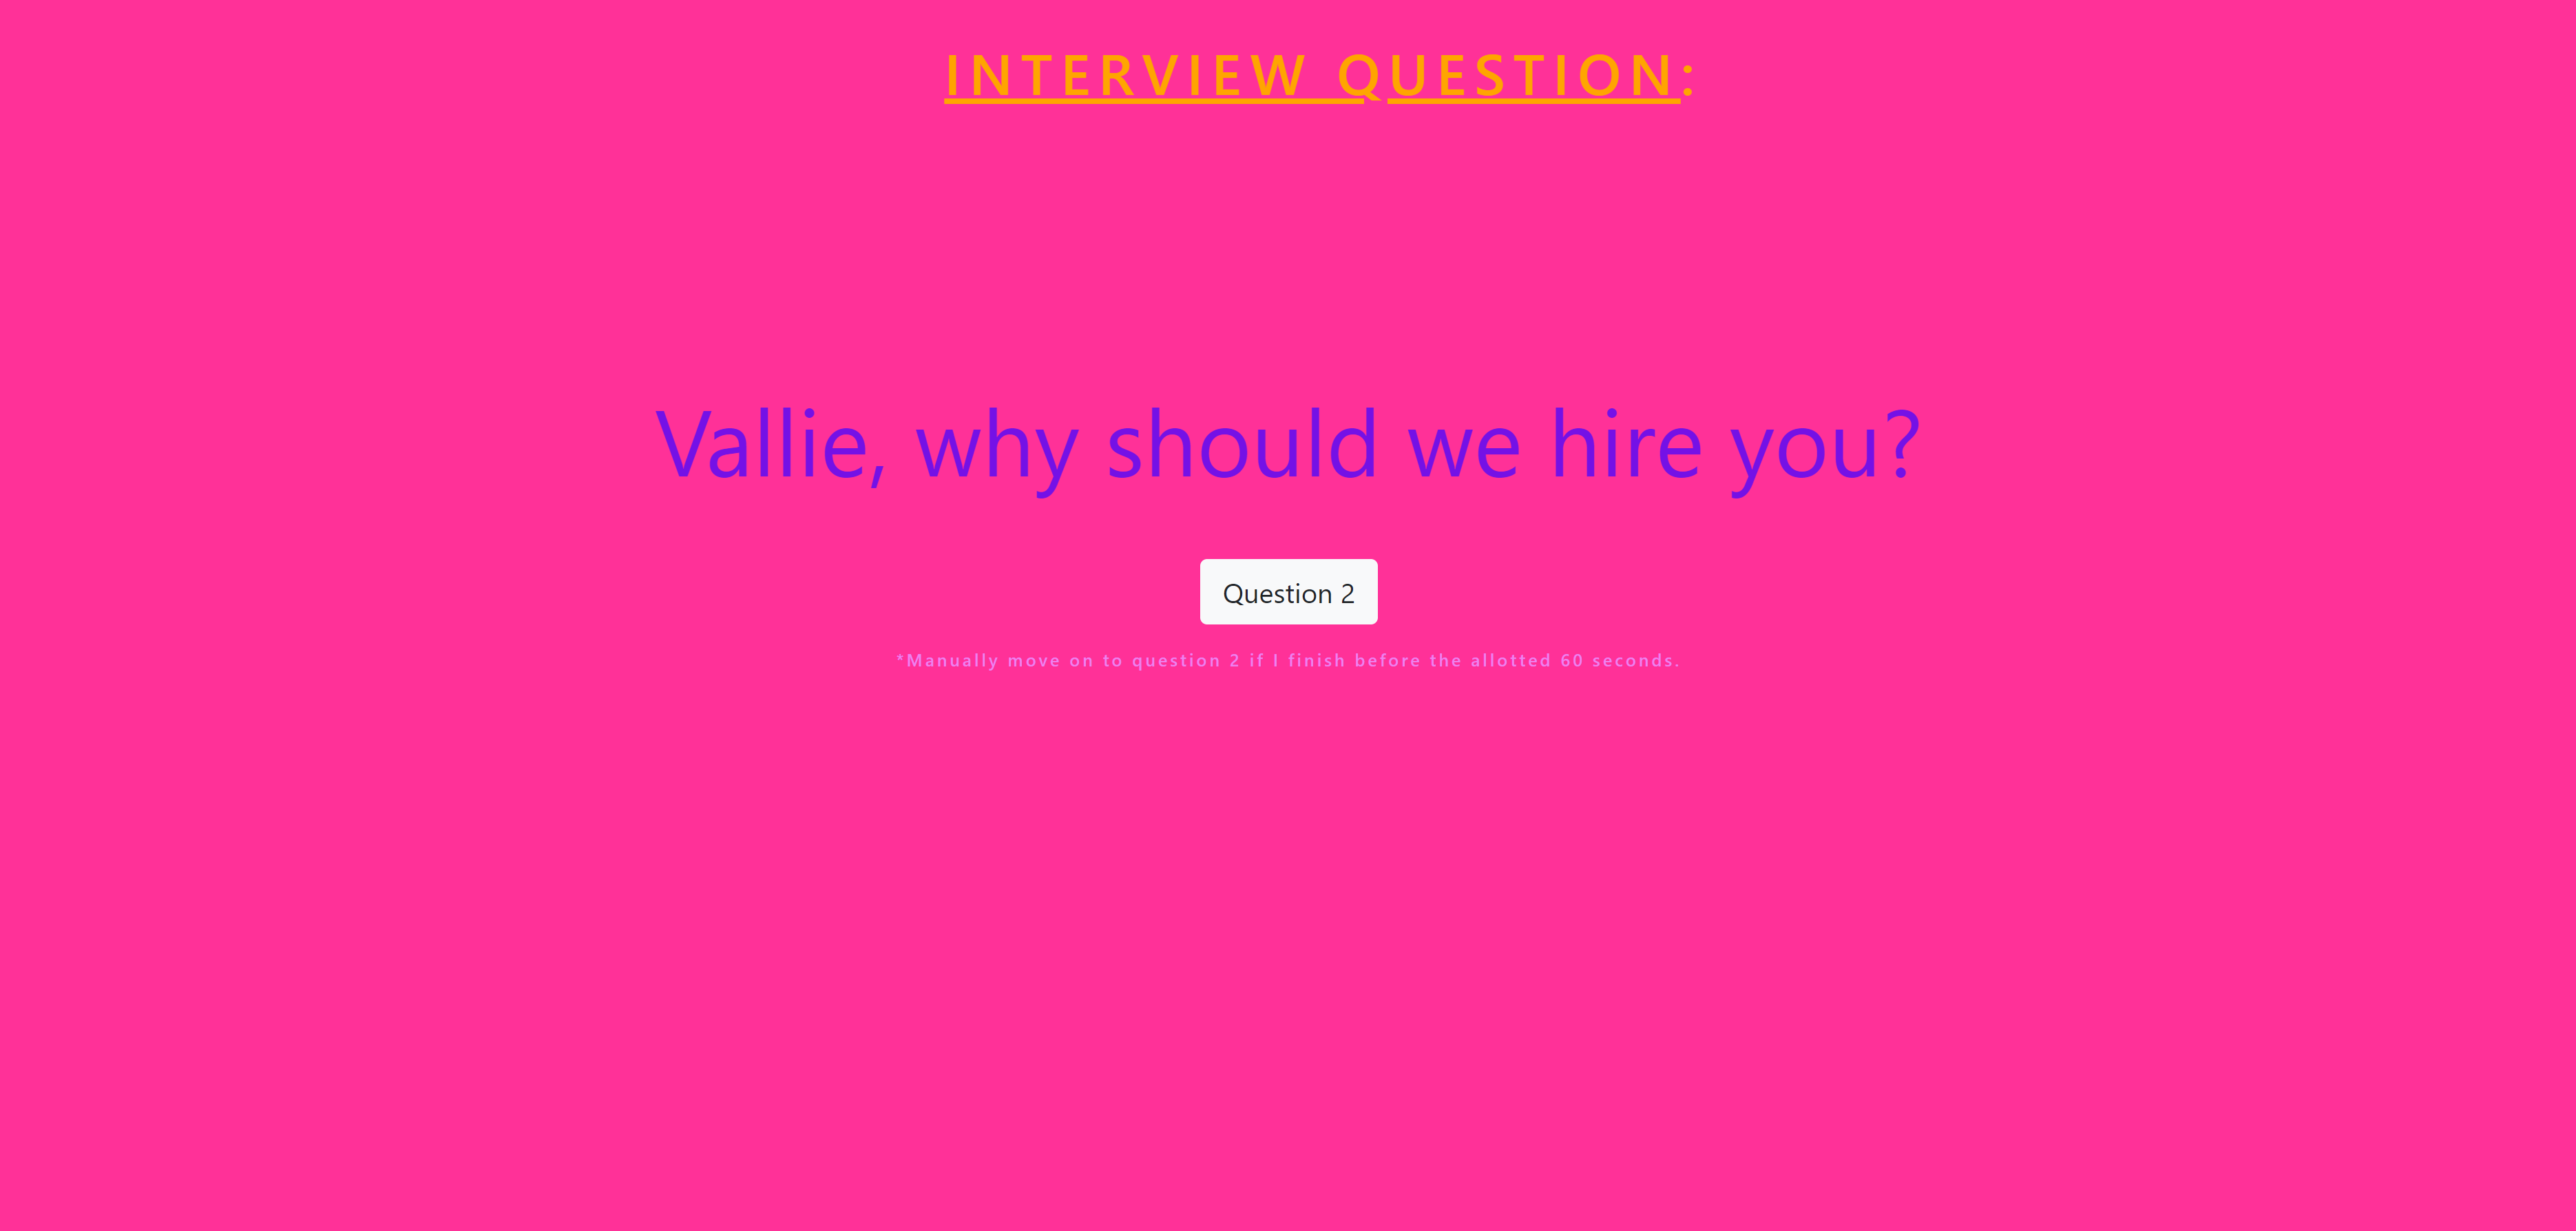 INTERVIEW QUESTION:
Vallie, why should we hire you?
Question 2
*Manually move on to question 2 if I finish before the allotted 60 seconds.